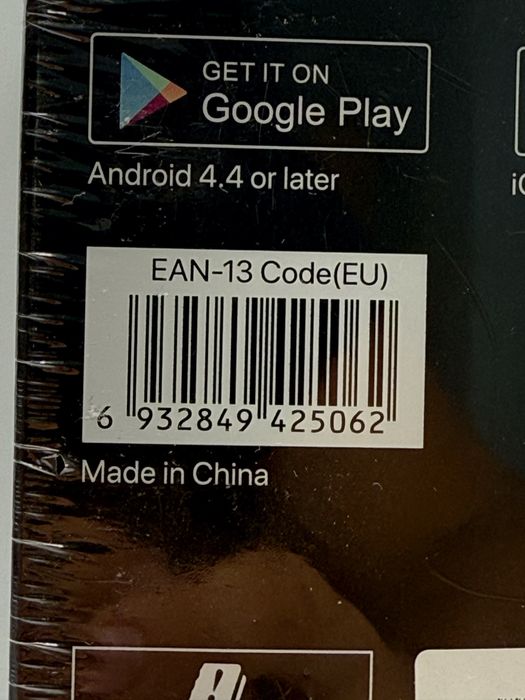 GET IT ON
Google Play
Android 4.4 or later
EAN-13 Code(EU)
6 932849 425062
Made in China